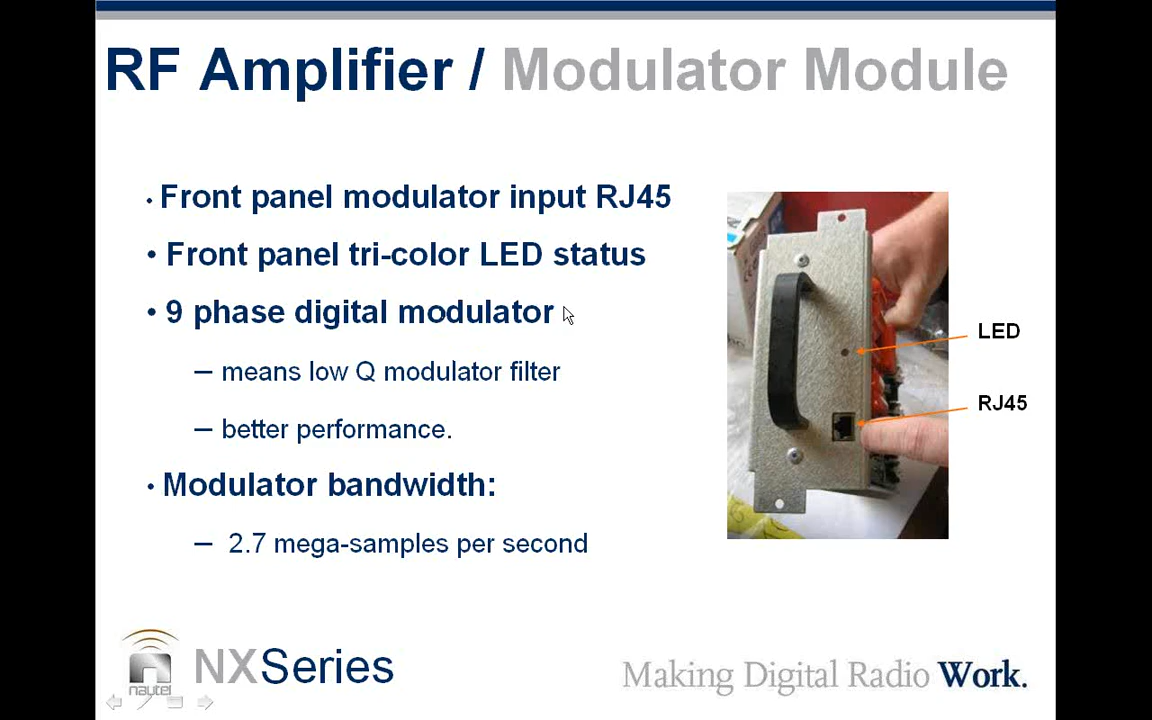 RF Amplifier / Modulator Module
• Front panel modulator input RJ45
• Front panel tri-color LED status
• 9 phase digital modulator
– means low Q modulator filter
– better performance.
• Modulator bandwidth:
– 2.7 mega-samples per second
LED
RJ45
nautel
NXSeries
Making Digital Radio Work.